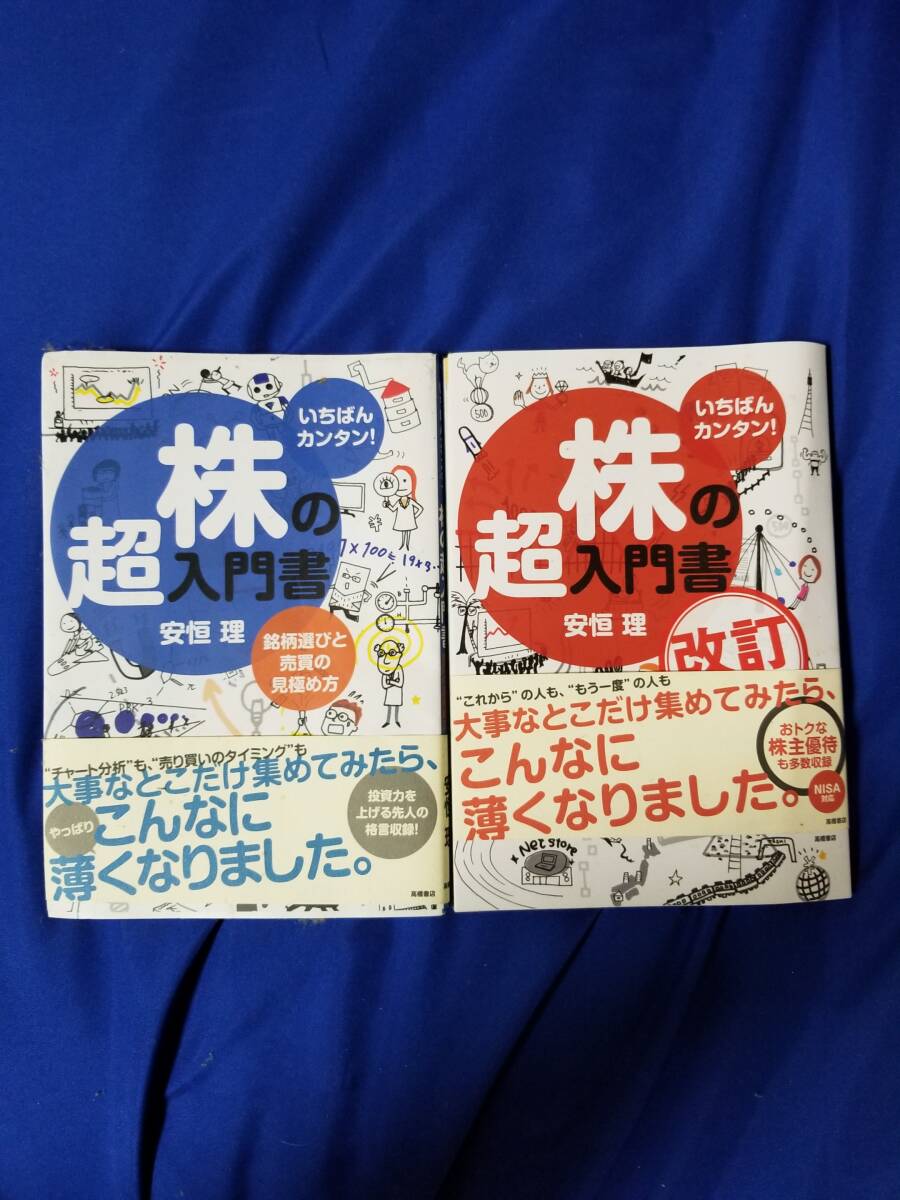 いちばん
カンタン!
株の
超入門書
安恒 理
銘柄選びと
売買の
見極め方
"チャート分析"も、"売り買いのタイミング"も
大事なとこだけ集めてみたら、
やっぱり
こんなに
薄くなりました。
投資力を
上げる先人の
格言収録!
高橋書店
いちばん
カンタン!
株の
超入門書
安恒 理
改訂
"これから"の人も、"もう一度"の人も
大事なとこだけ集めてみたら、
こんなに
薄くなりました。
おトクな
株主優待
も多数収録
NISA
対応
高橋書店
Net Store
500